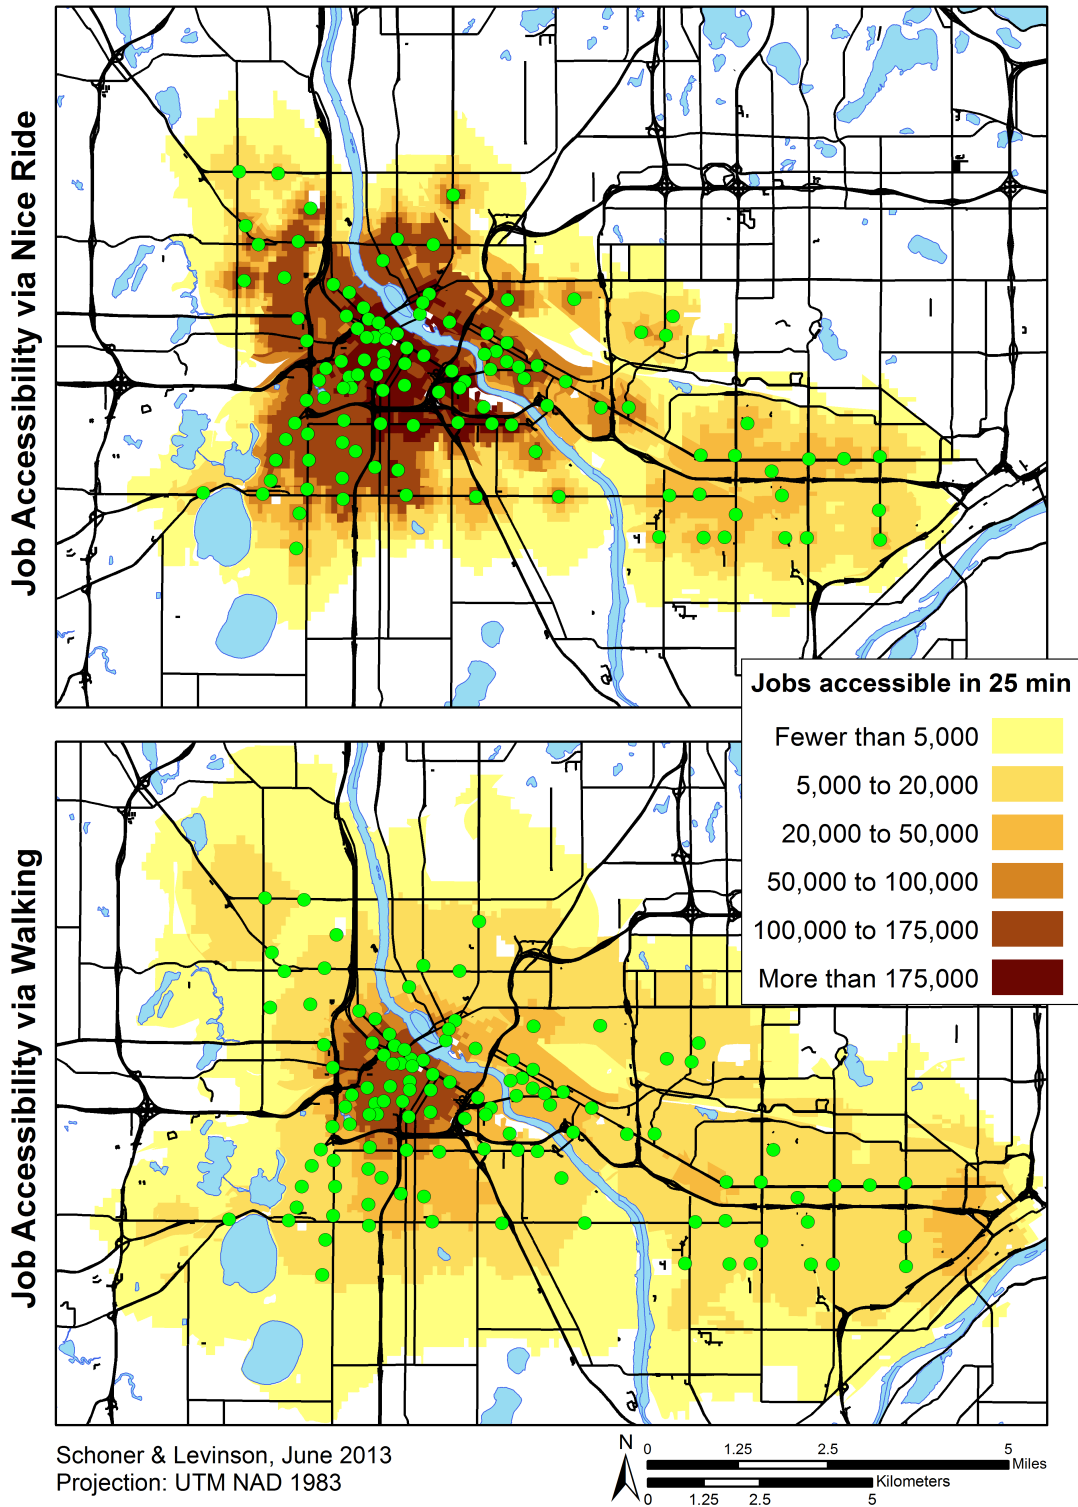 Job Accessibility via Nice Ride
Jobs accessible in 25 min
Fewer than 5,000
5,000 to 20,000
20,000 to 50,000
50,000 to 100,000
100,000 to 175,000
More than 175,000
Job Accessibility via Walking
Schoner & Levinson, June 2013
Projection: UTM NAD 1983
N
0 1.25 2.5 5
Miles
Kilometers
0 1.25 2.5 5